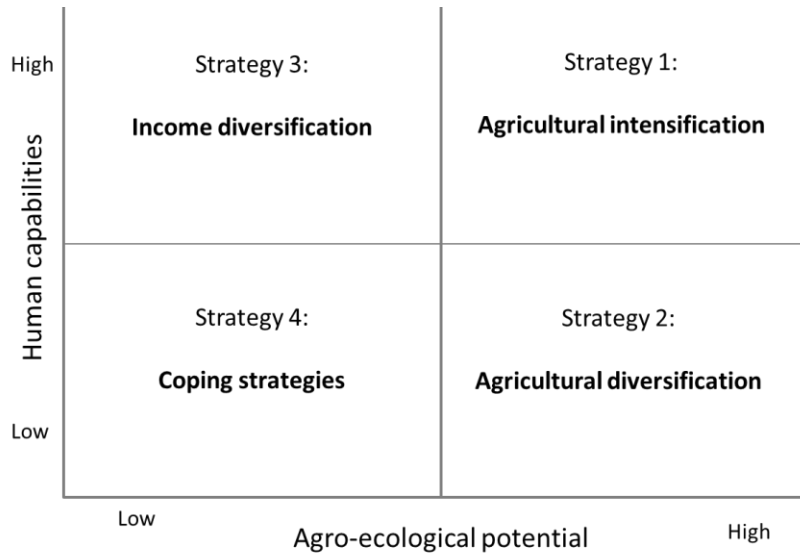 High
Strategy 3:
Strategy 1:
Income diversification
Agricultural intensification
Human capabilities
Strategy 4:
Strategy 2:
Coping strategies
Agricultural diversification
Low
Low
Agro-ecological potential
High